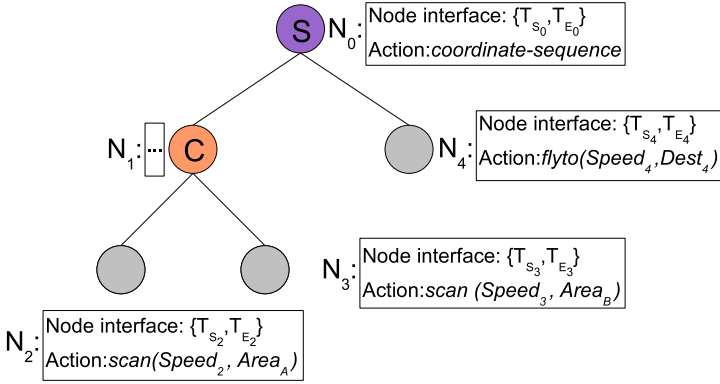 S
N0:
Node interface: {TS0,TE0}
Action:coordinate-sequence
N1:
...
C
N4:
Node interface: {TS4,TE4}
Action:flyto(Speed4,Dest4)
N3:
Node interface: {TS3,TE3}
Action:scan (Speed3, AreaB)
N2:
Node interface: {TS2,TE2}
Action:scan(Speed2, AreaA)